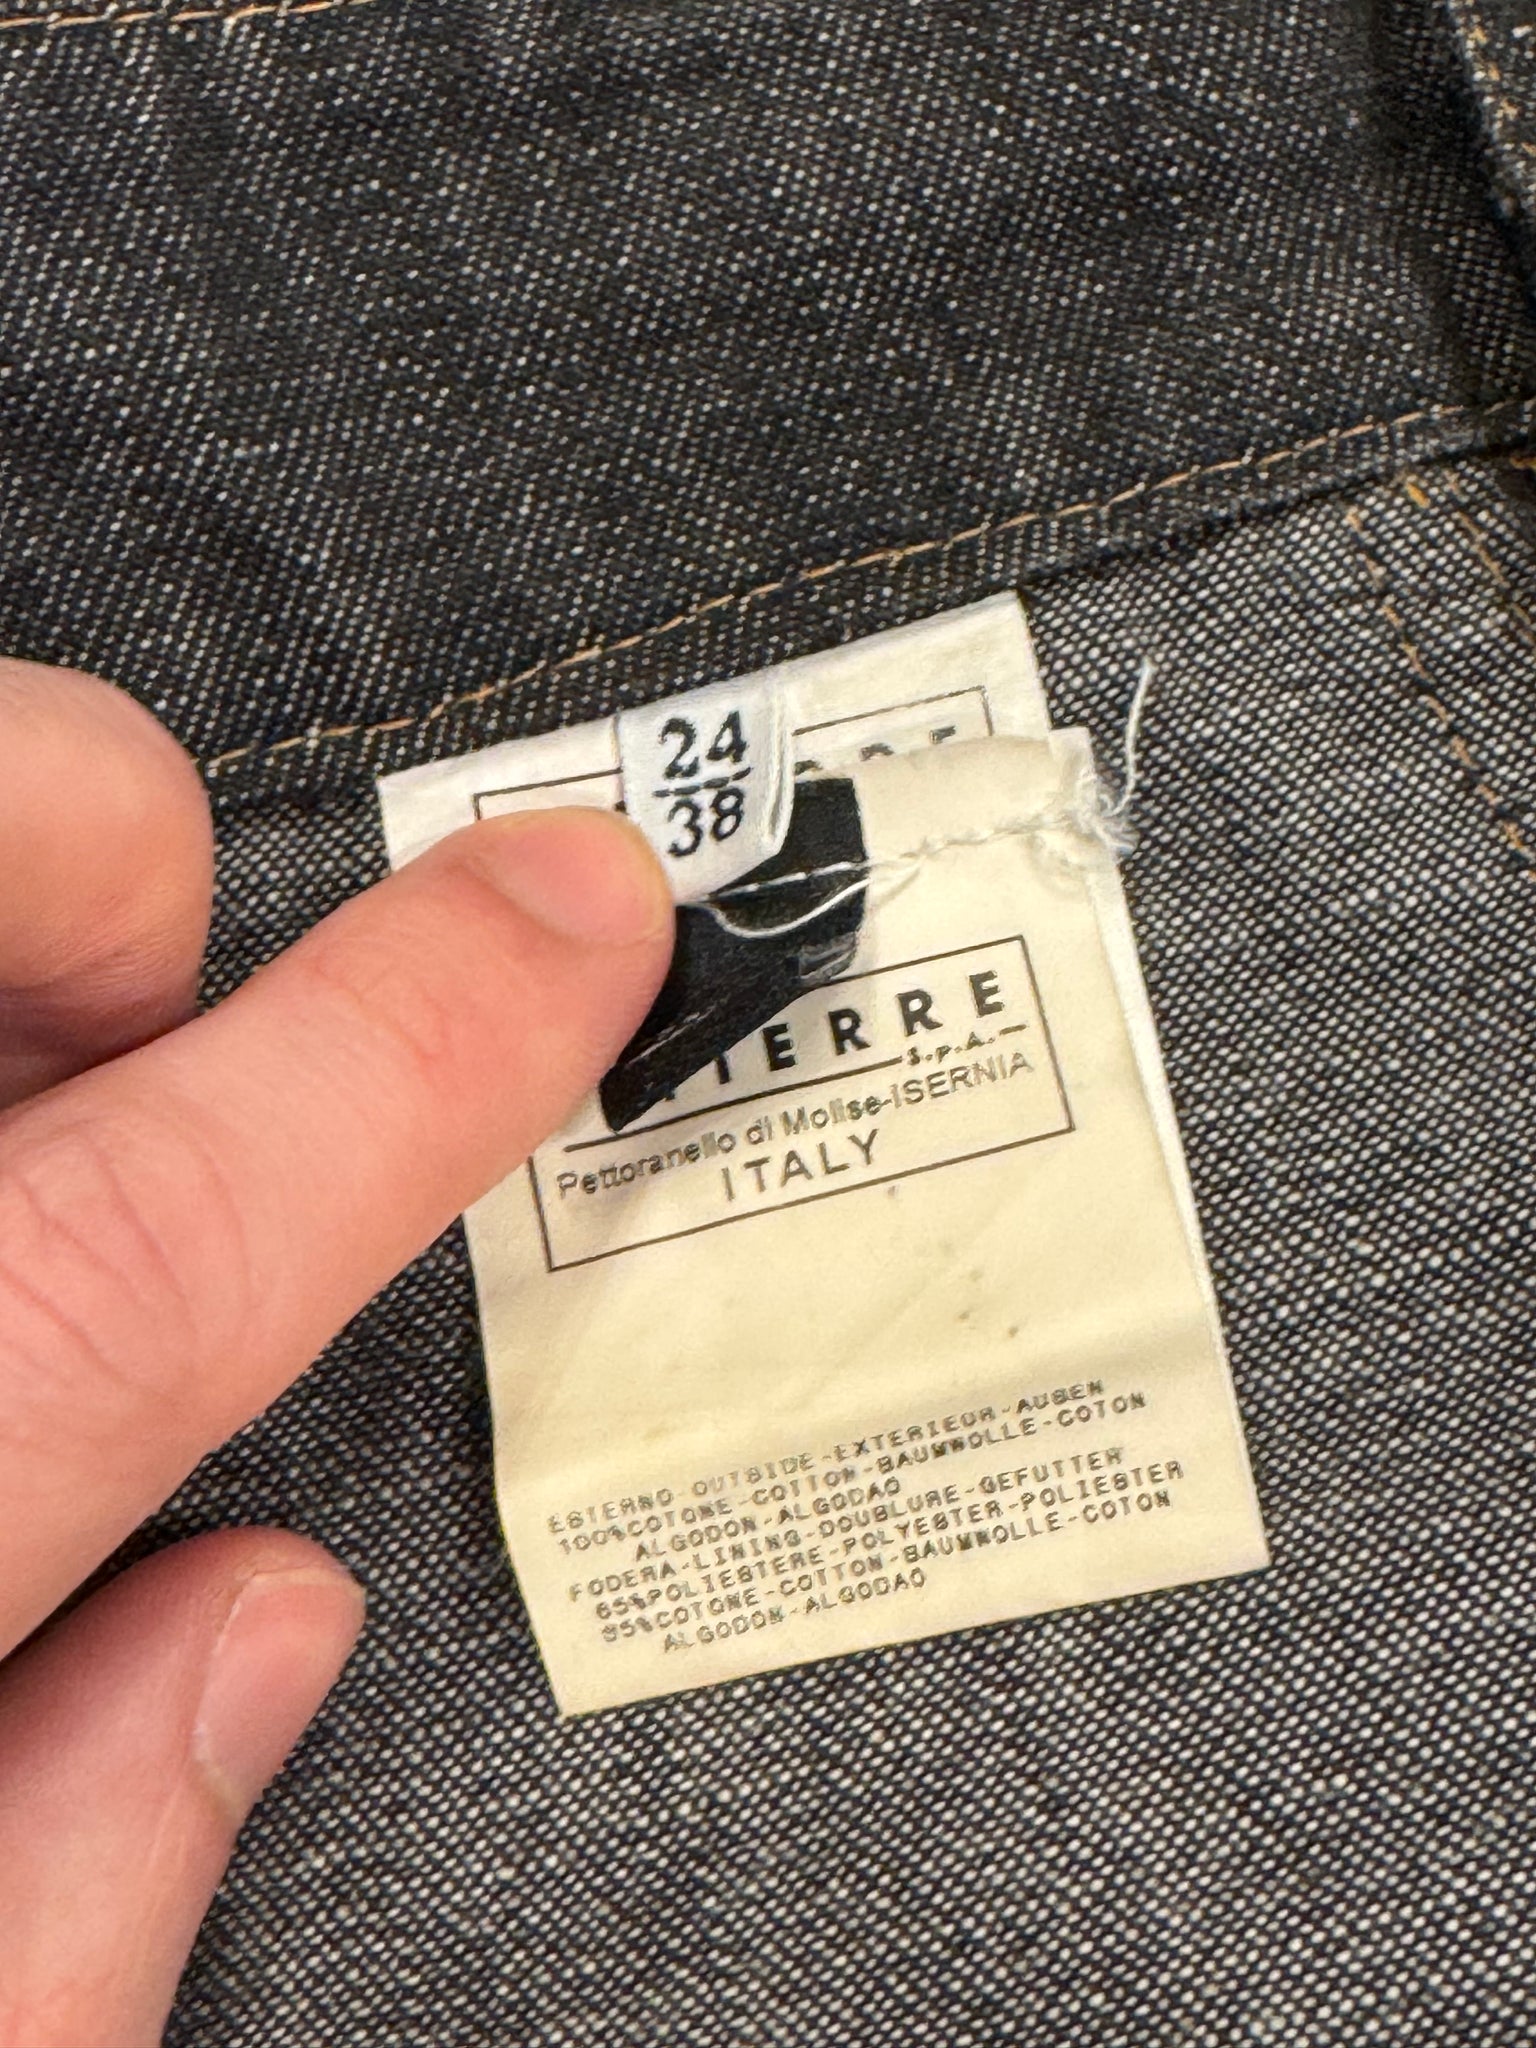 24
38
IERRE
S.p.A.
Pettoranello di Molise-ISERNIA
ITALY
ESTERNO-OUTSIDE-EXTERIEUR-AUBEN
100%COTONE-COTTON-BAUMWOLLE-COTON
ALGODON-ALGODAO
FODERA-LINING-DOUBLURE-GEFUTTER
65%POLIESTERE-POLYESTER-POLIESTER
35%COTONE-COTTON-BAUMWOLLE-COTON
ALGODON-ALGODAO